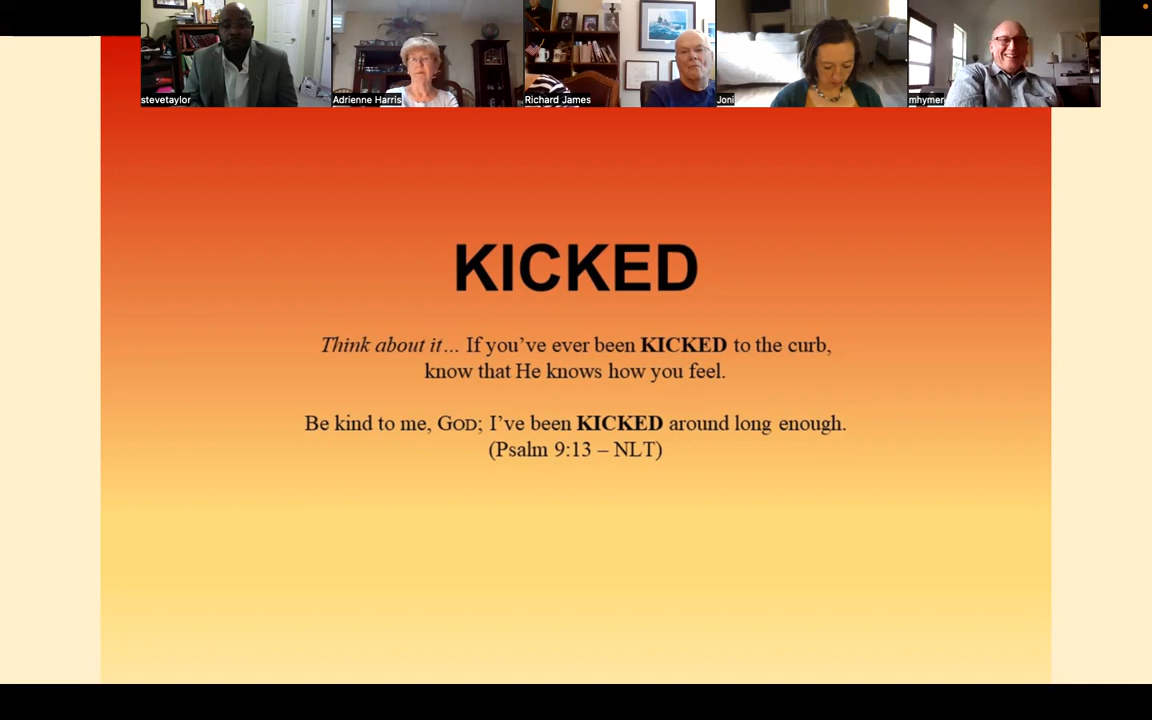 stevetaylor
Adrienne Harris
Richard James
Joni
mhymer
KICKED
Think about it... If you've ever been KICKED to the curb,
know that He knows how you feel.
Be kind to me, GOD; I've been KICKED around long enough.
(Psalm 9:13 – NLT)